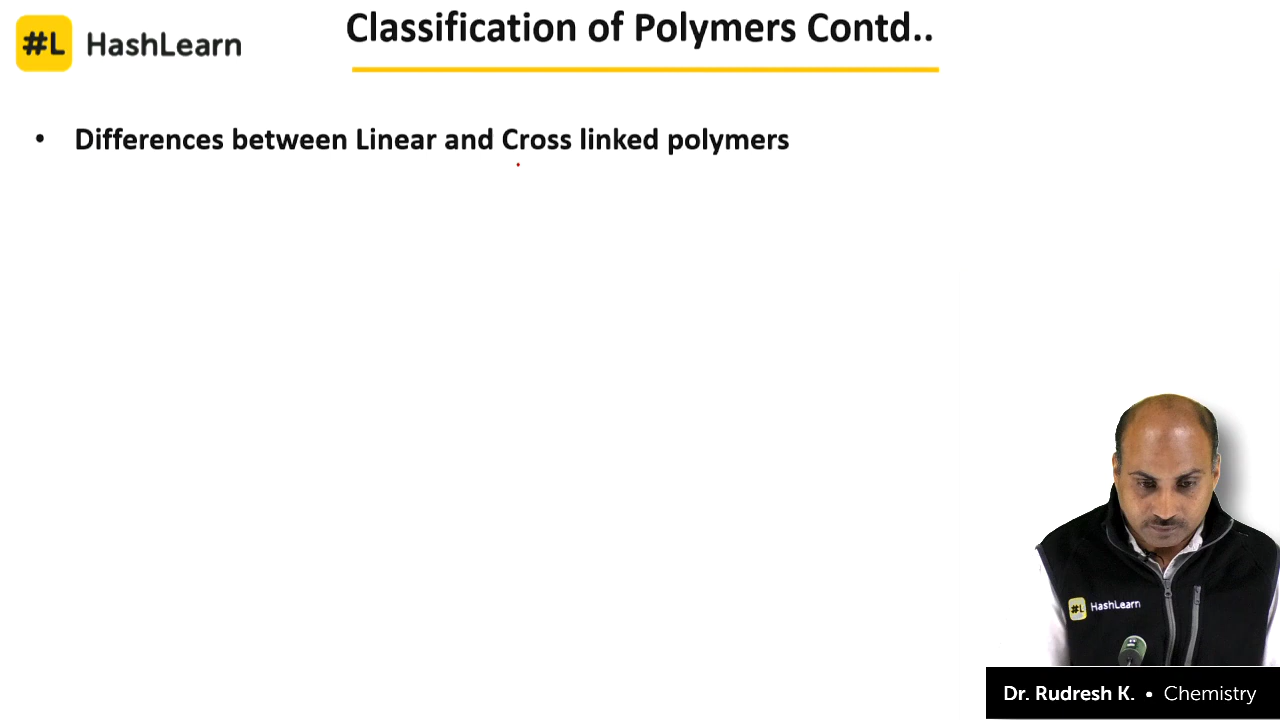 #L HashLearn
Classification of Polymers Contd..
• Differences between Linear and Cross linked polymers
#L HashLearn
Dr. Rudresh K. • Chemistry